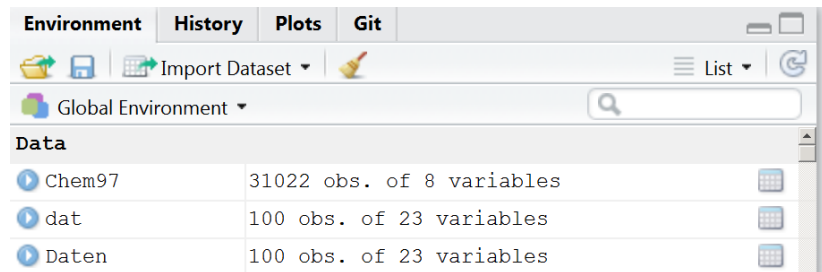 Environment History Plots Git
Import Dataset List
Global Environment
Data
Chem97 31022 obs. of 8 variables
dat 100 obs. of 23 variables
Daten 100 obs. of 23 variables